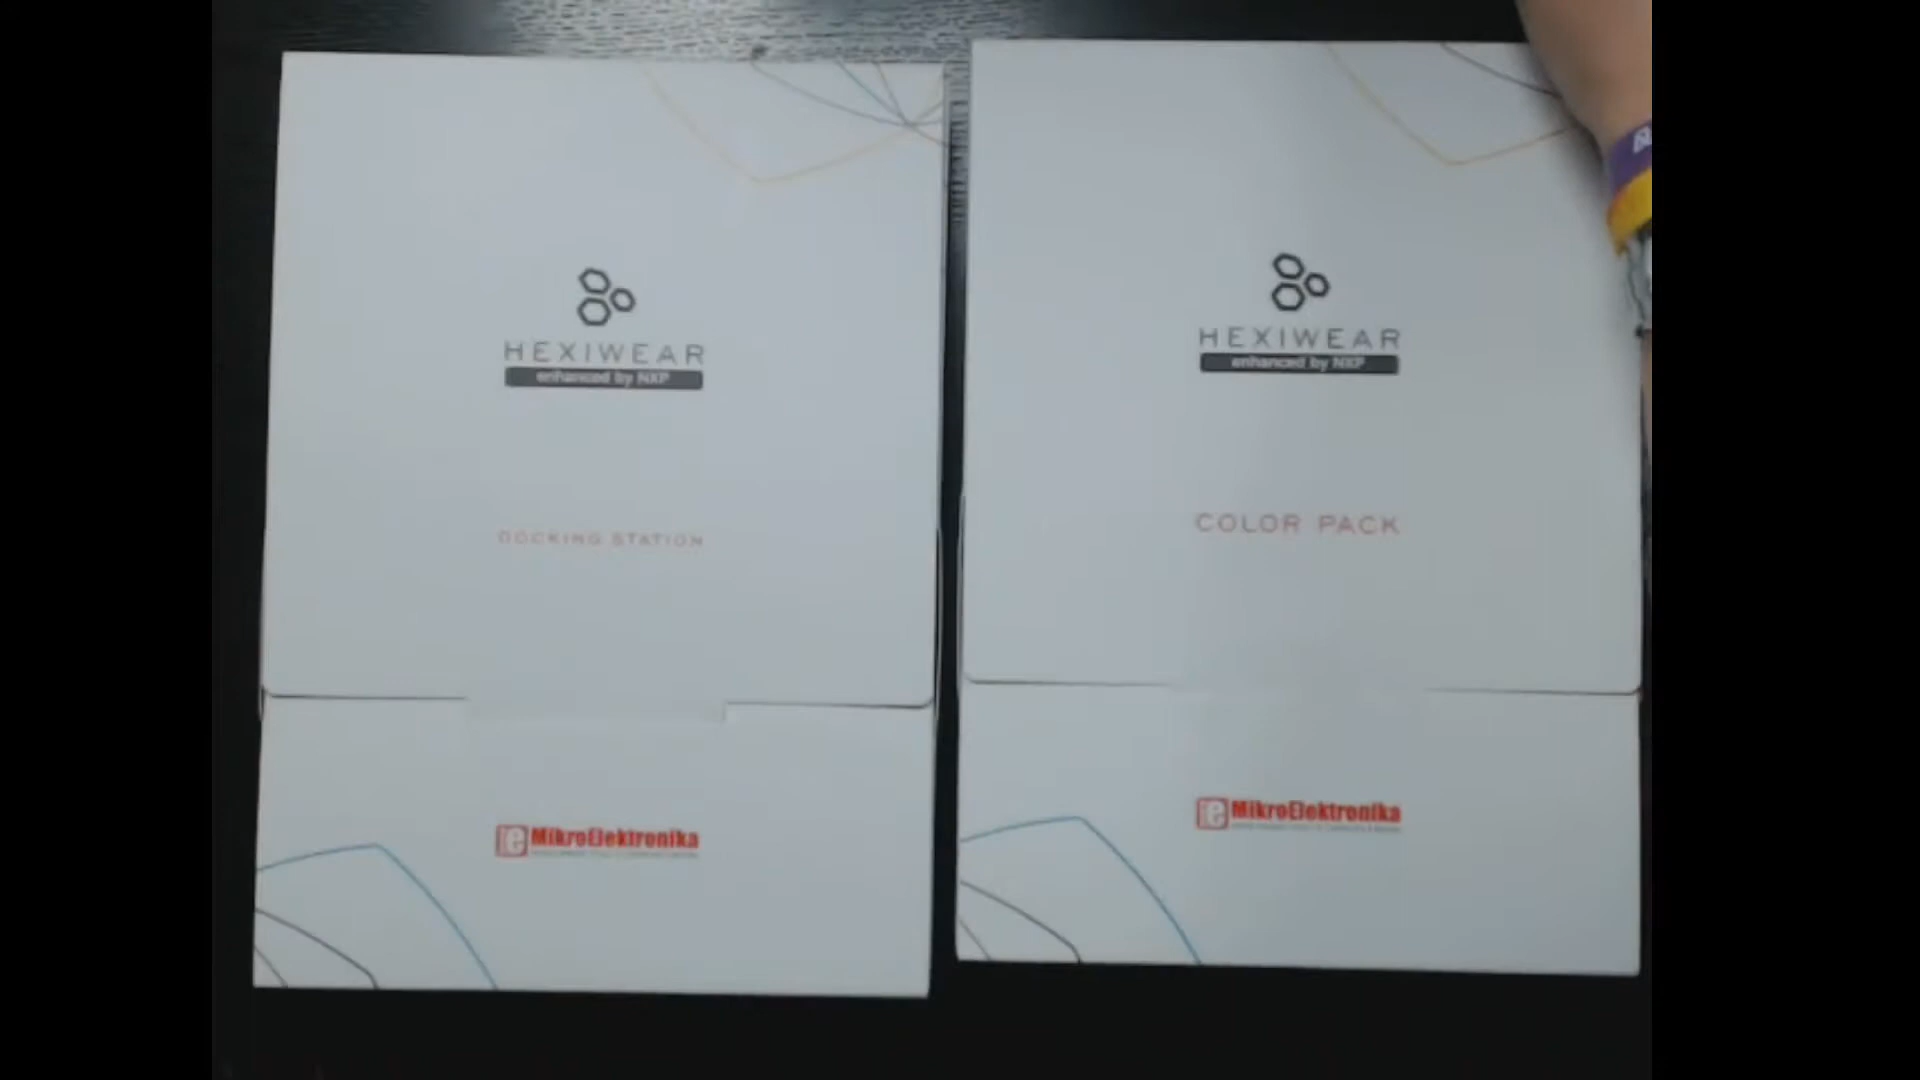 HEXIWEAR
enhanced by NXP
DOCKING STATION
MikroElektronika
HEXIWEAR
enhanced by NXP
COLOR PACK
MikroElektronika